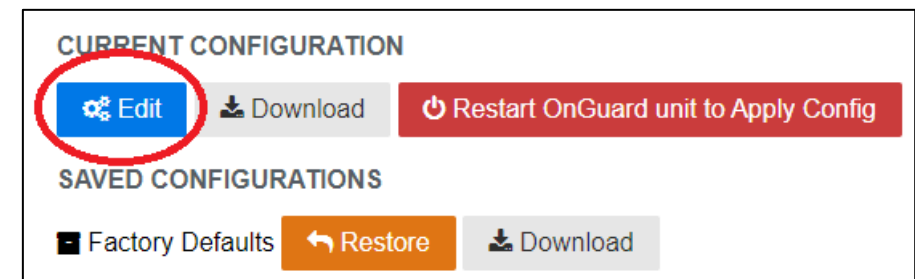 CURRENT CONFIGURATION
Edit Download Restart OnGuard unit to Apply Config
SAVED CONFIGURATIONS
Factory Defaults Restore Download